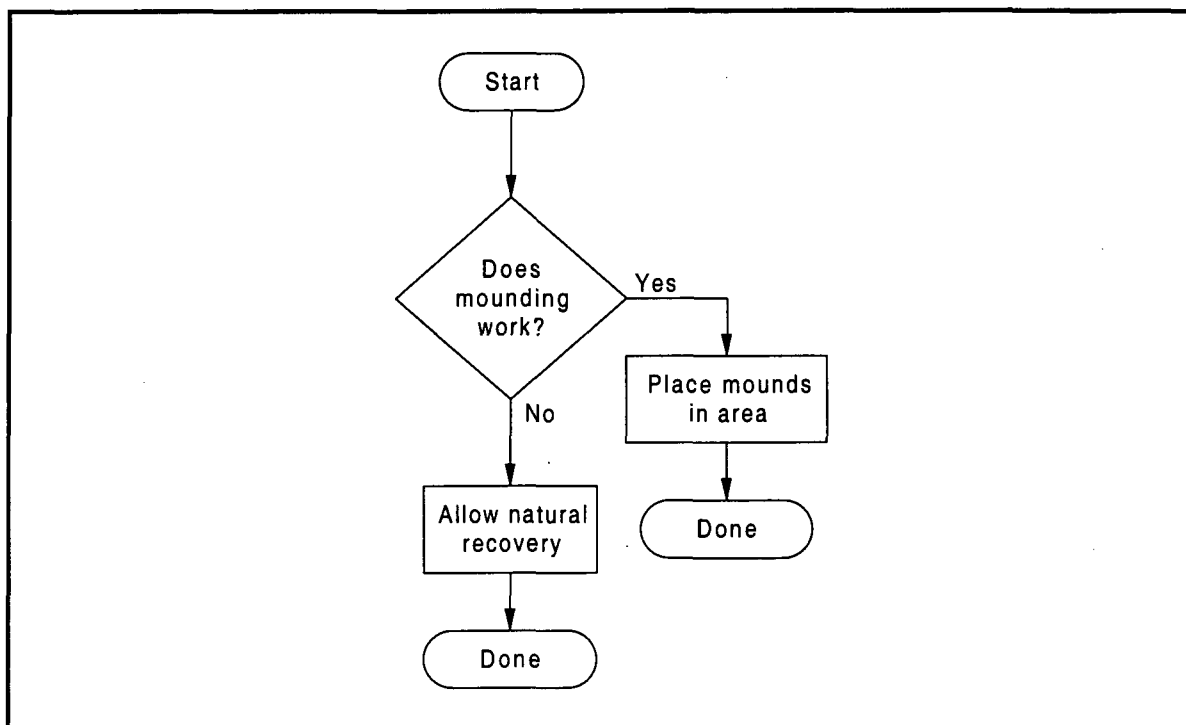 Start
Does
mounding
work?
Yes
Place mounds
in area
Done
No
Allow natural
recovery
Done